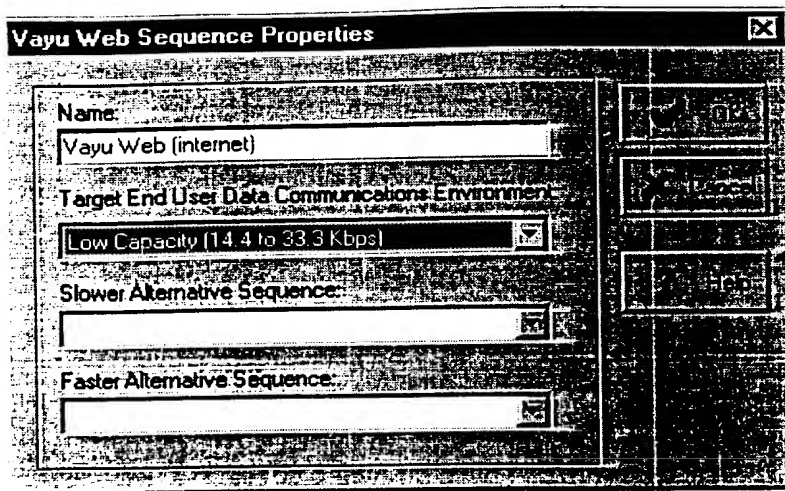 Vayu Web Sequence Properties
Name:
Vayu Web (internet)
Target End User Data Communications Environment:
Low Capacity (14.4 to 33.3 Kbps)
Slower Alternative Sequence:
Faster Alternative Sequence:
Cancel
Help